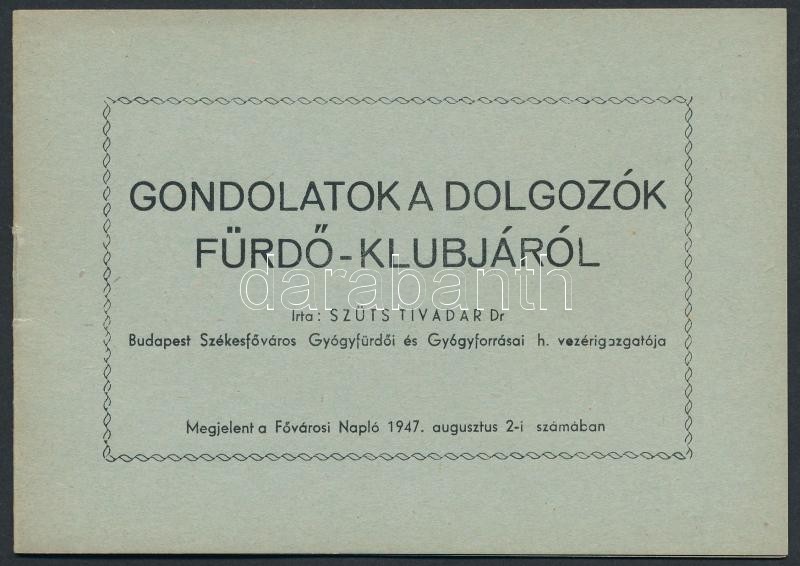 GONDOLATOK A DOLGOZÓK
FÜRDŐ-KLUBJÁRÓL
darabanth
Irta: SZÜTS TIVADAR Dr
Budapest Székesfőváros Gyógyfürdői és Gyógyforrásai h. vezérigazgatója
Megjelent a Fővárosi Napló 1947. augusztus 2-i számában